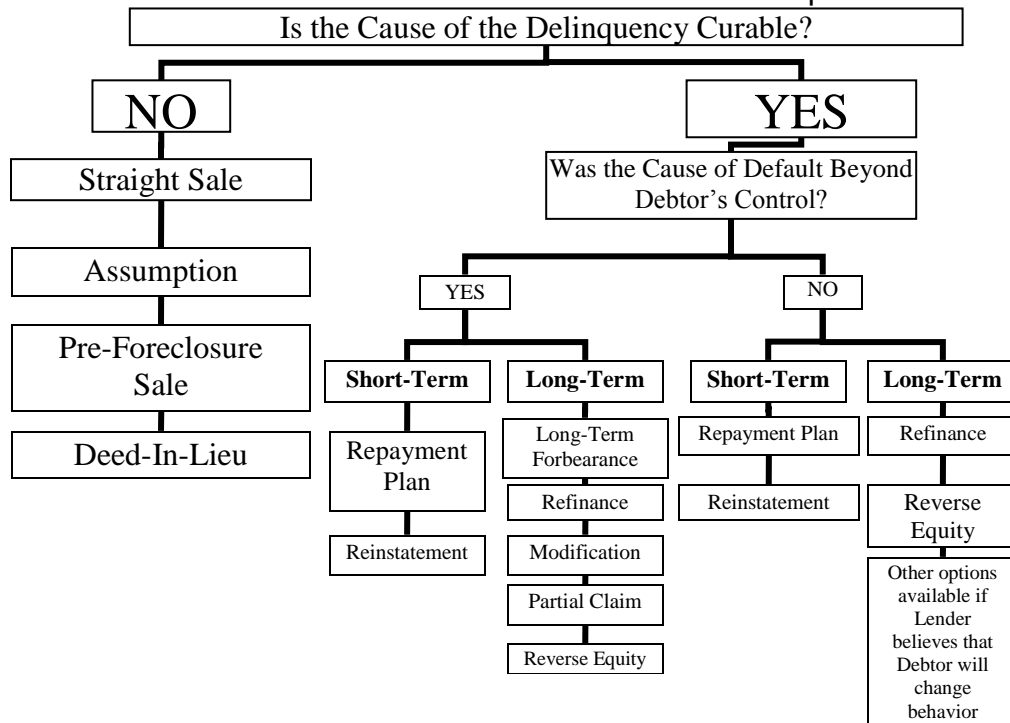 Is the Cause of the Delinquency Curable?
NO
Straight Sale
Assumption
Pre-Foreclosure
Sale
Deed-In-Lieu
YES
Was the Cause of Default Beyond
Debtor’s Control?
YES
Short-Term
Repayment
Plan
Reinstatement
Long-Term
Long-Term
Forbearance
Refinance
Modification
Partial Claim
Reverse Equity
NO
Short-Term
Repayment Plan
Reinstatement
Long-Term
Refinance
Reverse
Equity
Other options
available if
Lender
believes that
Debtor will
change
behavior